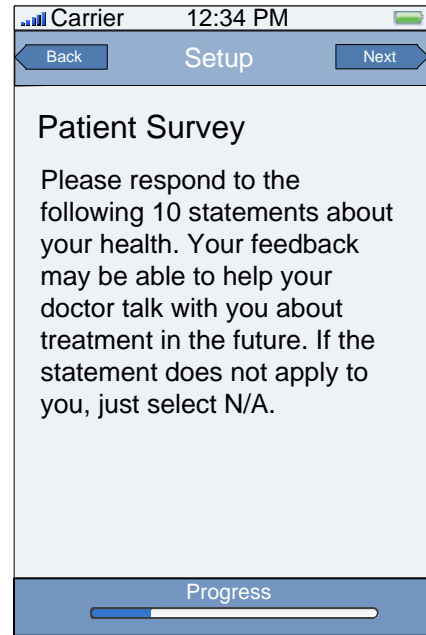 Carrier 12:34 PM
Back Setup Next
Patient Survey
Please respond to the
following 10 statements about
your health. Your feedback
may be able to help your
doctor talk with you about
treatment in the future. If the
statement does not apply to
you, just select N/A.
Progress